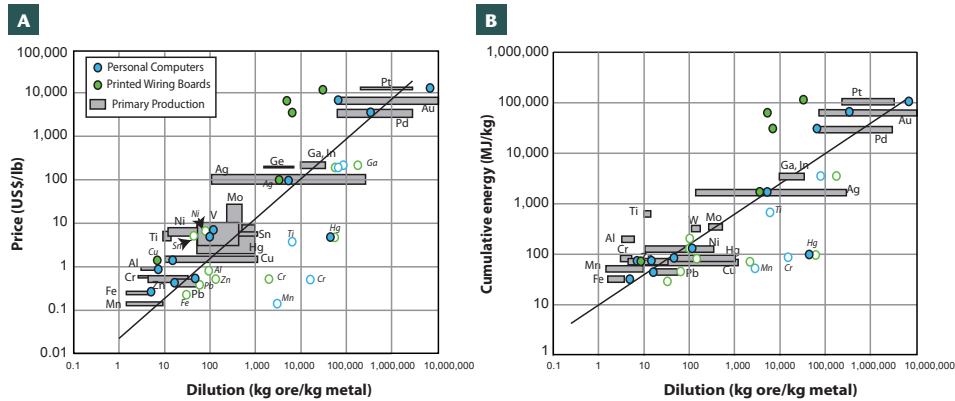 A
B
100,000
10,000
1,000
100
10
1
0.1
0.01
Price (US$/lb)
Personal Computers
Printed Wiring Boards
Primary Production
Pt
Au
Pd
Ge
Ga, In
Ga
Ag
Ag
Mo
Ni
Ni
V
Ti
Sn
Sn
Ti
Hg
Hg
Cu
Cu
Al
Al
Cr
Zn
Pb
Pb
Zn
Cr
Cr
Fe
Fe
Mn
Mn
0.1
1
10
100
1,000
10,000
100,000
10,000,000
Dilution (kg ore/kg metal)
1,000,000
100,000
10,000
1,000
100
10
1
Cumulative energy (MJ/kg)
Pt
Au
Pd
Ga, In
Ag
Ti
Ti
W
Mo
Al
Cr
Ni
Hg
Hg
Mn
Cu
Cr
Mn
Fe
Pb
0.1
1
10
100
1,000
10,000
100,000
10,000,000
Dilution (kg ore/kg metal)